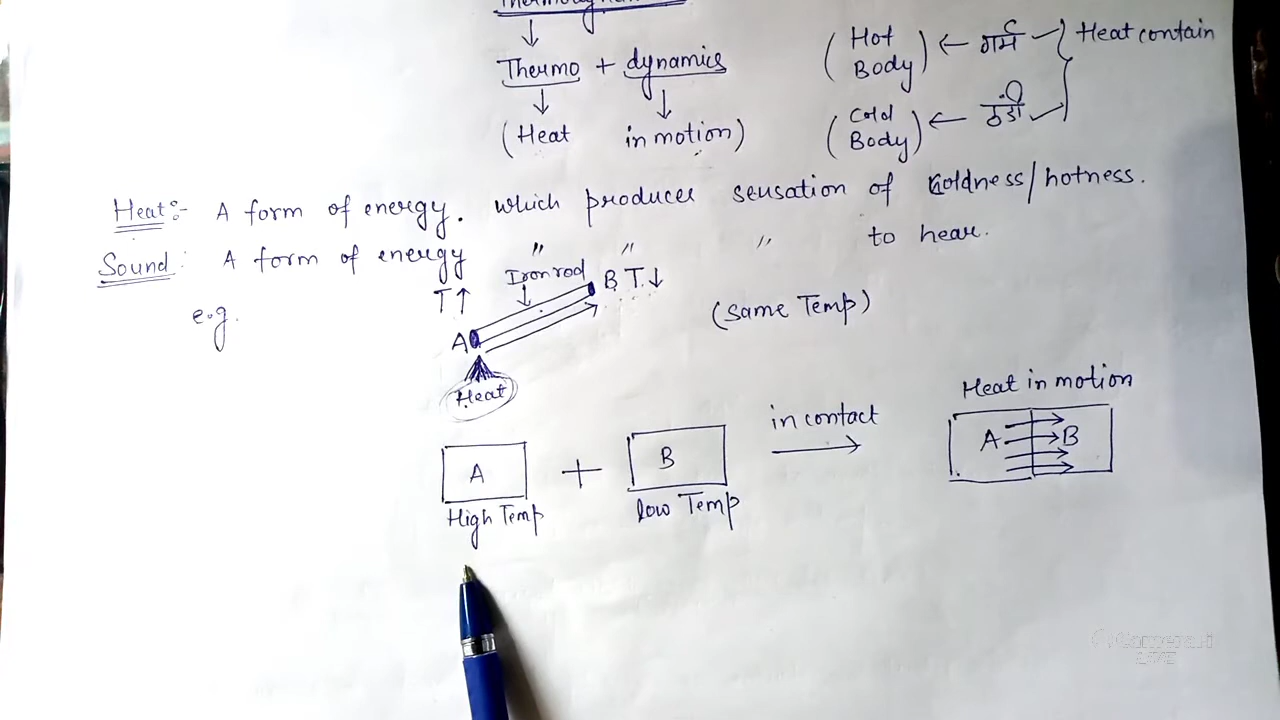 Thermo + dynamics
(Heat in motion)
(Hot Body) ← गर्म
(Cold Body) ← ठंडी
Heat contain
Heat:- A form of energy. which produces sensation of coldness/hotness.
Sound: A form of energy " " " to hear.
e.g.
T↑
Iron rod
B T.↓
A
Heat
(Same Temp)
A + B
High Temp
low Temp
in contact
Heat in motion
A B